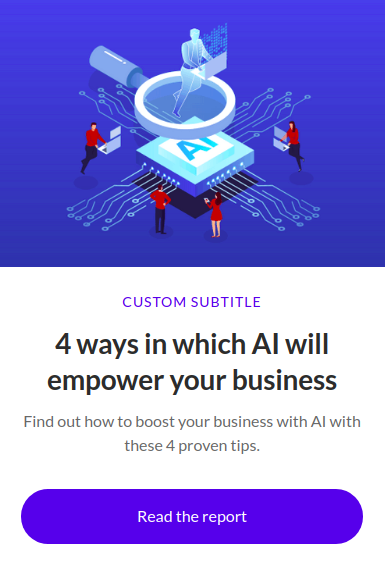 AI
CUSTOM SUBTITLE
4 ways in which AI will
empower your business
Find out how to boost your business with AI with
these 4 proven tips.
Read the report